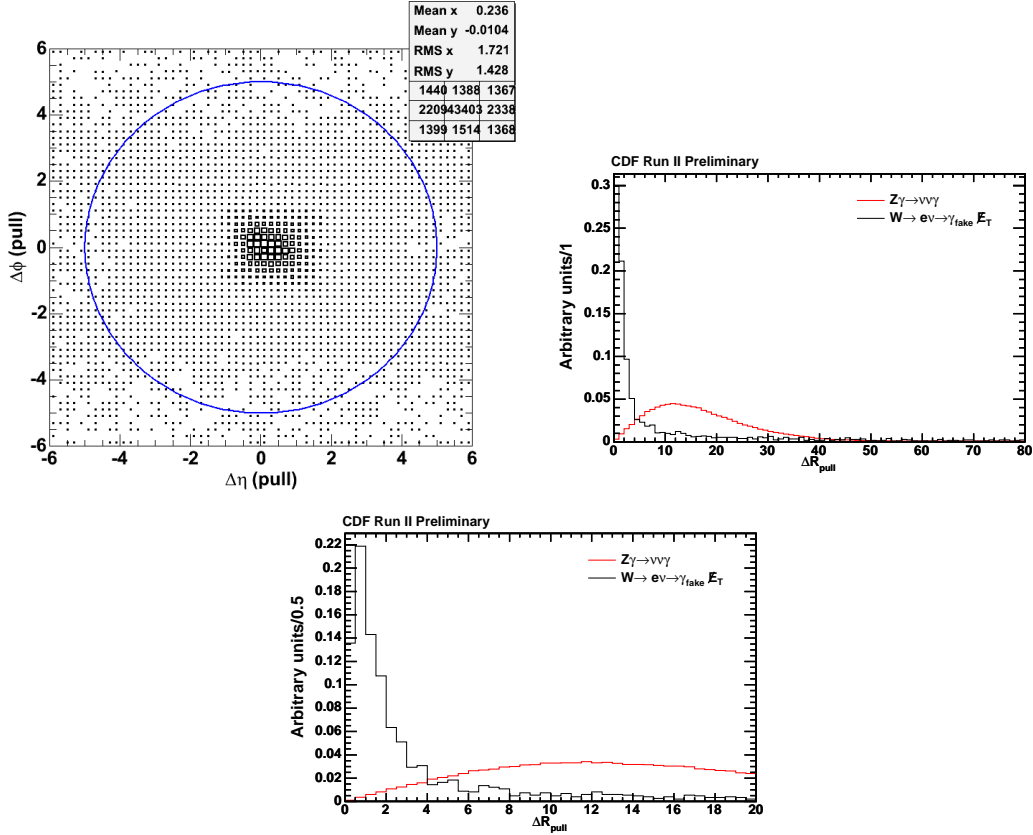 Mean x 0.236
Mean y -0.0104
RMS x 1.721
RMS y 1.428
1440 1388 1367
2209 43403 2338
1399 1514 1368
6
4
2
0
-2
-4
-6
-6 -4 -2 0 2 4 6
Δφ (pull)
Δη (pull)
CDF Run II Preliminary
Zγ→ννγ
W→ eν→γfake E̸T
0.3
0.25
0.2
0.15
0.1
0.05
0
0 10 20 30 40 50 60 70 80
Arbitrary units/1
ΔRpull
CDF Run II Preliminary
Zγ→ννγ
W→ eν→γfake E̸T
0.22
0.2
0.18
0.16
0.14
0.12
0.1
0.08
0.06
0.04
0.02
0
0 2 4 6 8 10 12 14 16 18 20
Arbitrary units/0.5
ΔRpull